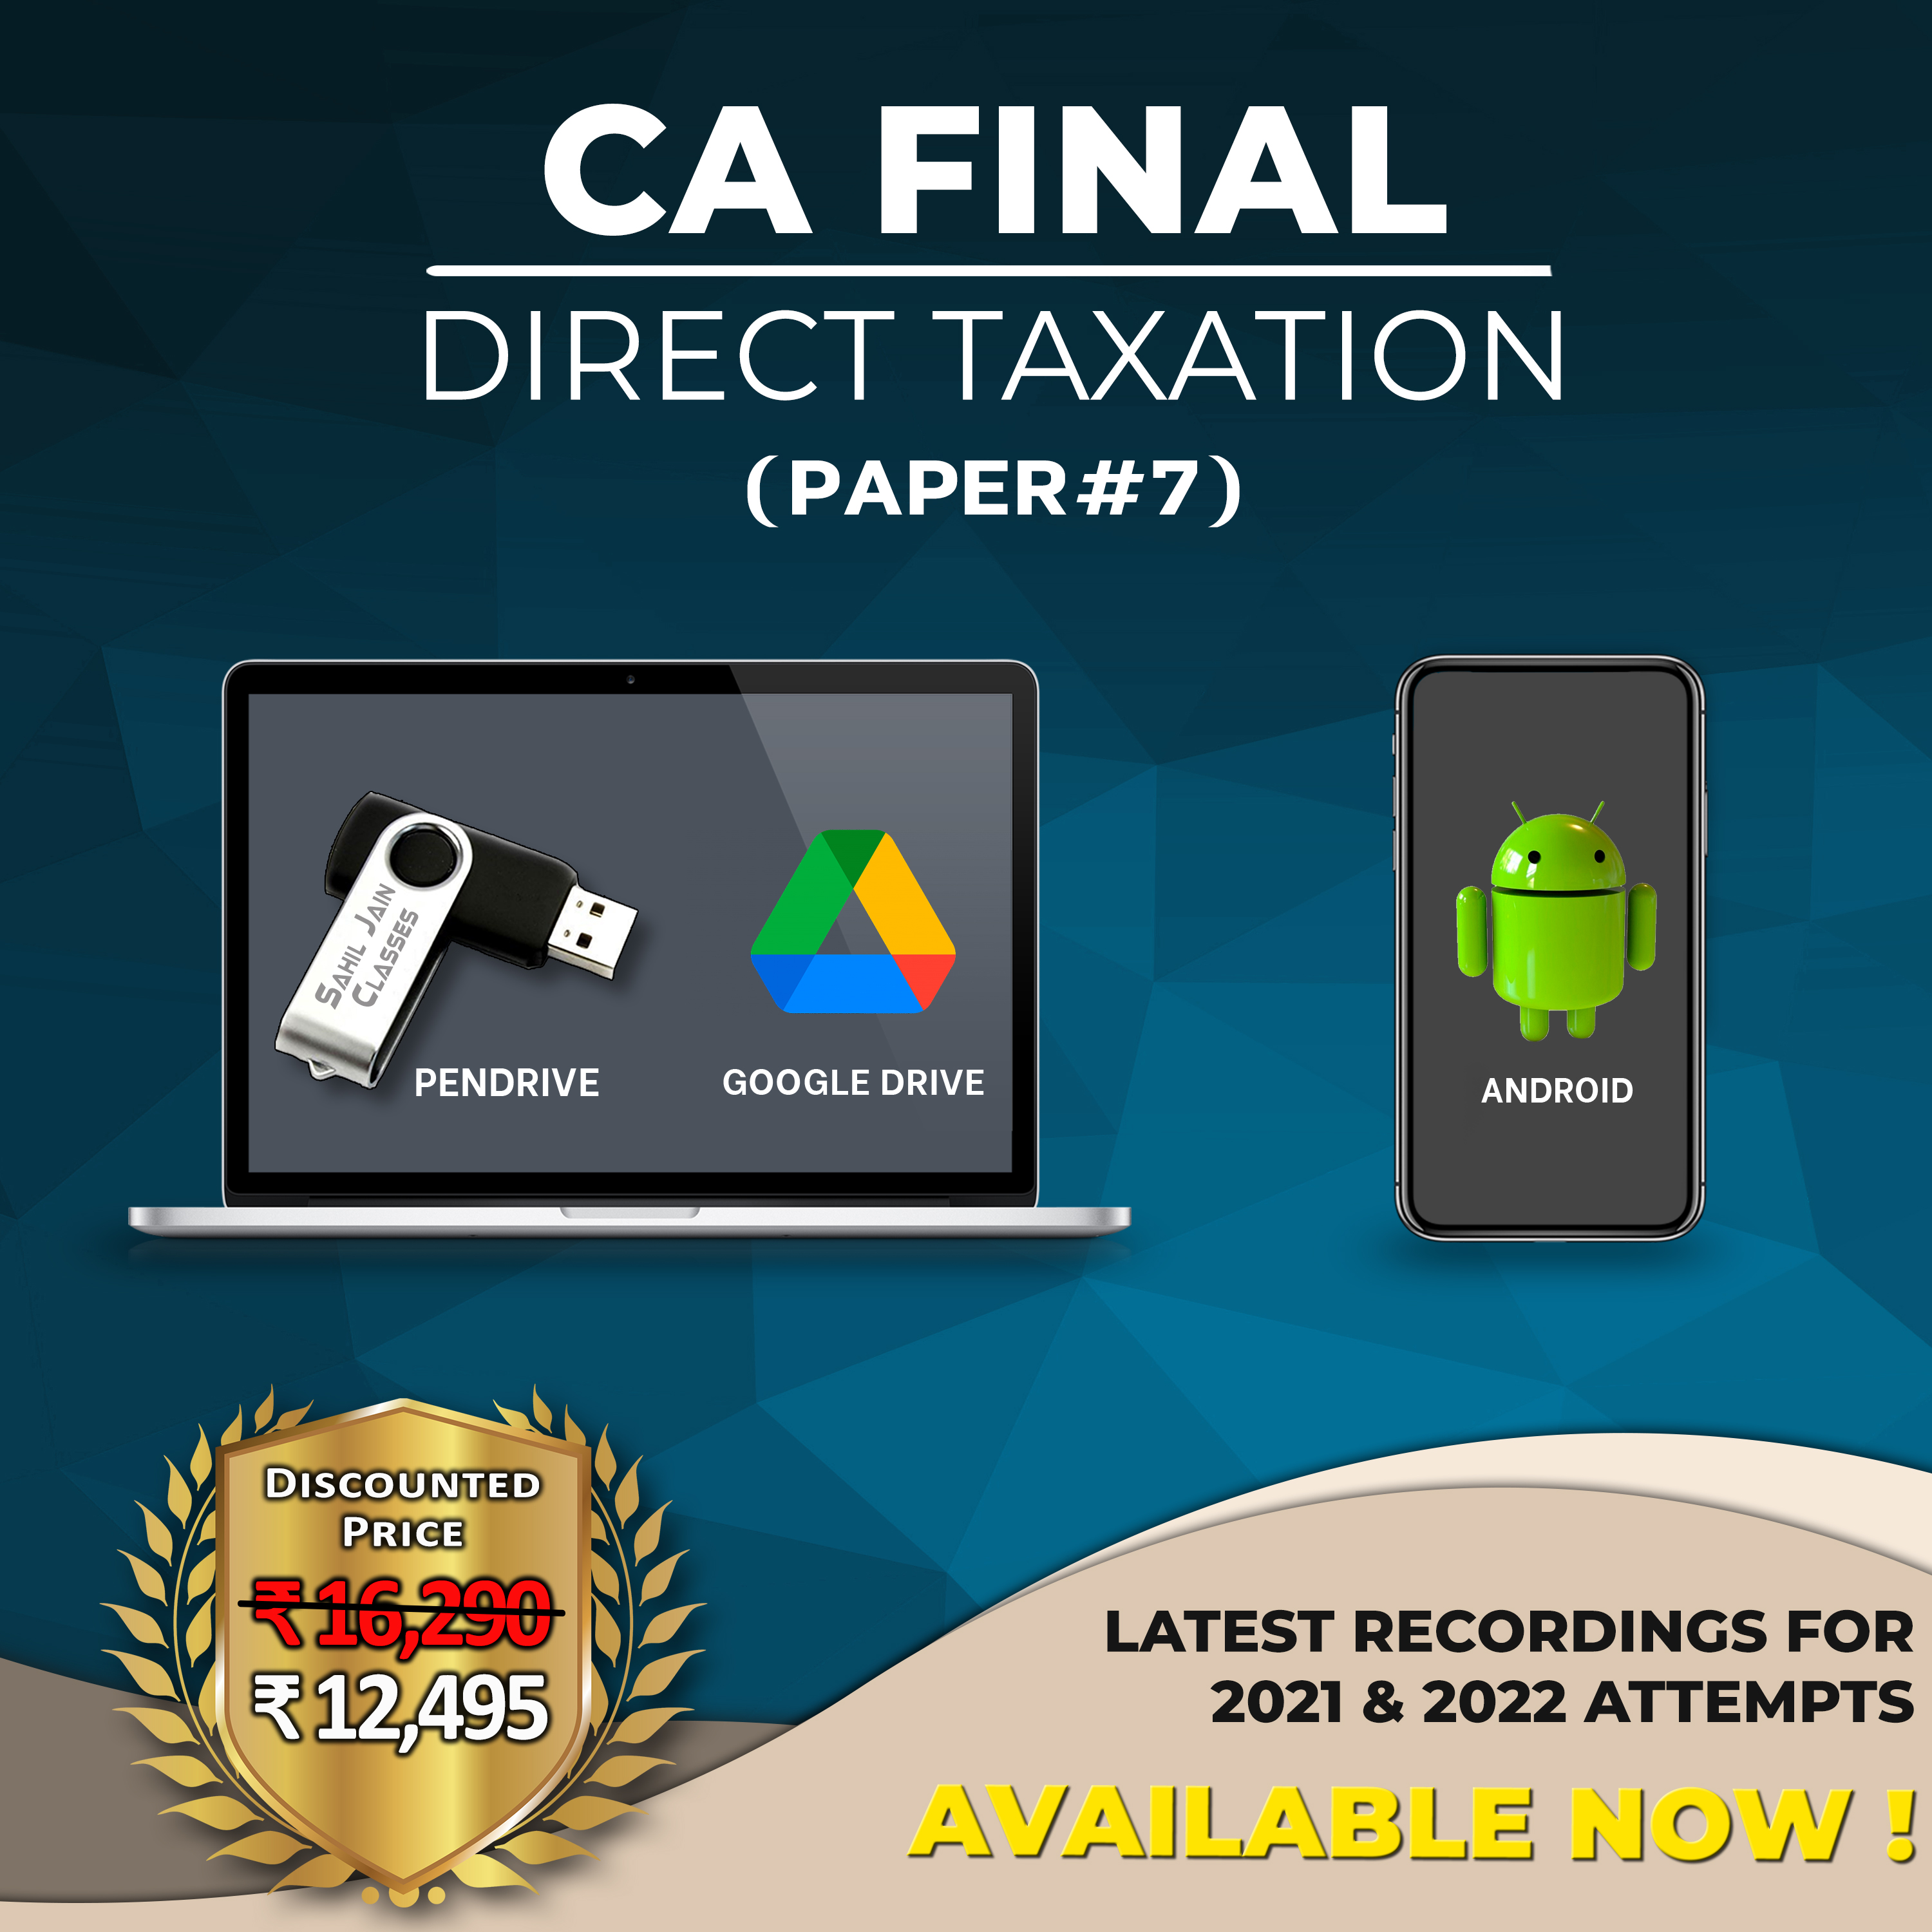 CA FINAL
DIRECT TAXATION
(PAPER#7)
SAHIL JAIN
CLASSES
PENDRIVE
GOOGLE DRIVE
ANDROID
DISCOUNTED
PRICE
₹ 16,290
₹ 12,495
LATEST RECORDINGS FOR
2021 & 2022 ATTEMPTS
AVAILABLE NOW !